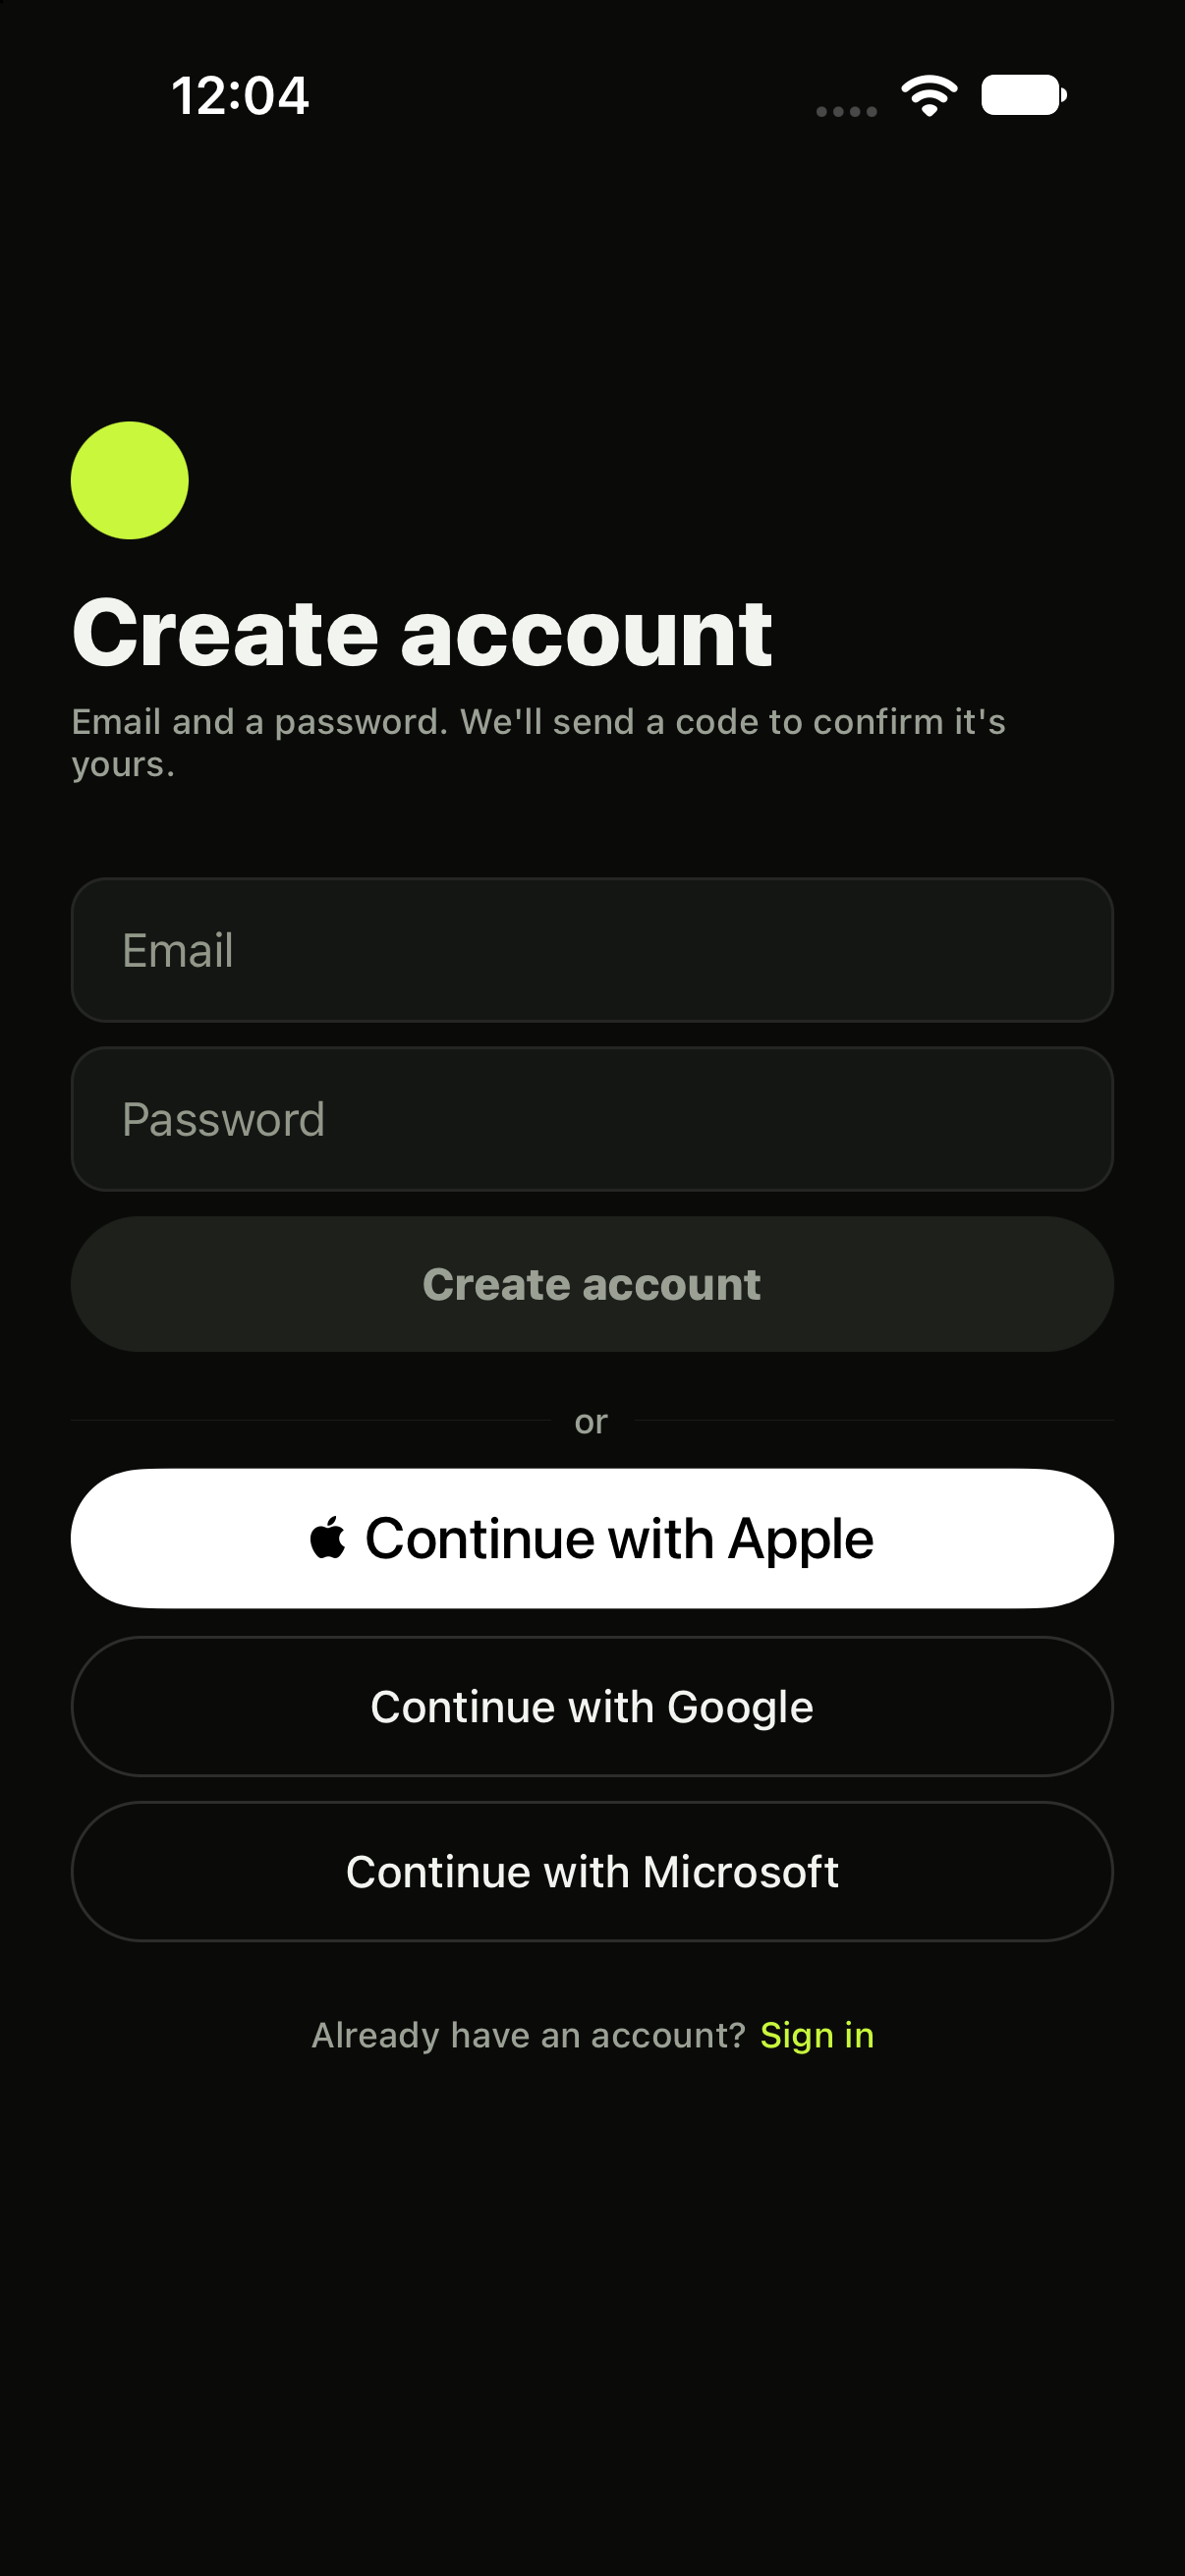 12:04
Create account
Email and a password. We'll send a code to confirm it's
yours.
Email
Password
Create account
or
Continue with Apple
Continue with Google
Continue with Microsoft
Already have an account? Sign in